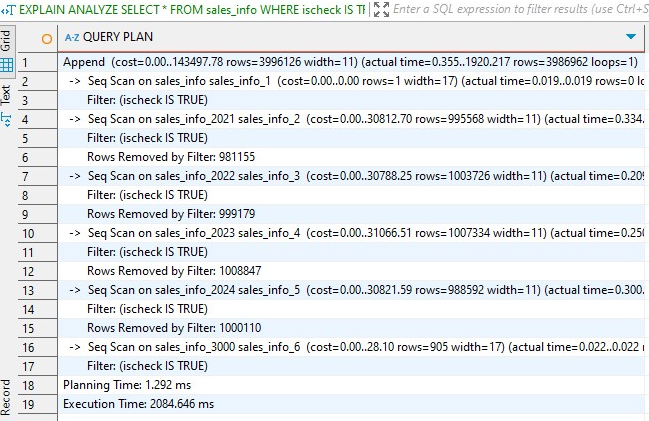 EXPLAIN ANALYZE SELECT * FROM sales_info WHERE ischeck IS
Enter a SQL expression to filter results (use Ctrl+S
Grid
Text
Record
A-Z QUERY PLAN
1 Append (cost=0.00..143497.78 rows=3996126 width=11) (actual time=0.355..1920.217 rows=3986962 loops=1)
2 -> Seq Scan on sales_info sales_info_1 (cost=0.00..0.00 rows=1 width=17) (actual time=0.019..0.019 rows=0
3 Filter: (ischeck IS TRUE)
4 -> Seq Scan on sales_info_2021 sales_info_2 (cost=0.00..30812.70 rows=995568 width=11) (actual time=0.334.
5 Filter: (ischeck IS TRUE)
6 Rows Removed by Filter: 981155
7 -> Seq Scan on sales_info_2022 sales_info_3 (cost=0.00..30788.25 rows=1003726 width=11) (actual time=0.209
8 Filter: (ischeck IS TRUE)
9 Rows Removed by Filter: 999179
10 -> Seq Scan on sales_info_2023 sales_info_4 (cost=0.00..31066.51 rows=1007334 width=11) (actual time=0.250
11 Filter: (ischeck IS TRUE)
12 Rows Removed by Filter: 1008847
13 -> Seq Scan on sales_info_2024 sales_info_5 (cost=0.00..30821.59 rows=988592 width=11) (actual time=0.300.
14 Filter: (ischeck IS TRUE)
15 Rows Removed by Filter: 1000110
16 -> Seq Scan on sales_info_3000 sales_info_6 (cost=0.00..28.10 rows=905 width=17) (actual time=0.022..0.022
17 Filter: (ischeck IS TRUE)
18 Planning Time: 1.292 ms
19 Execution Time: 2084.646 ms